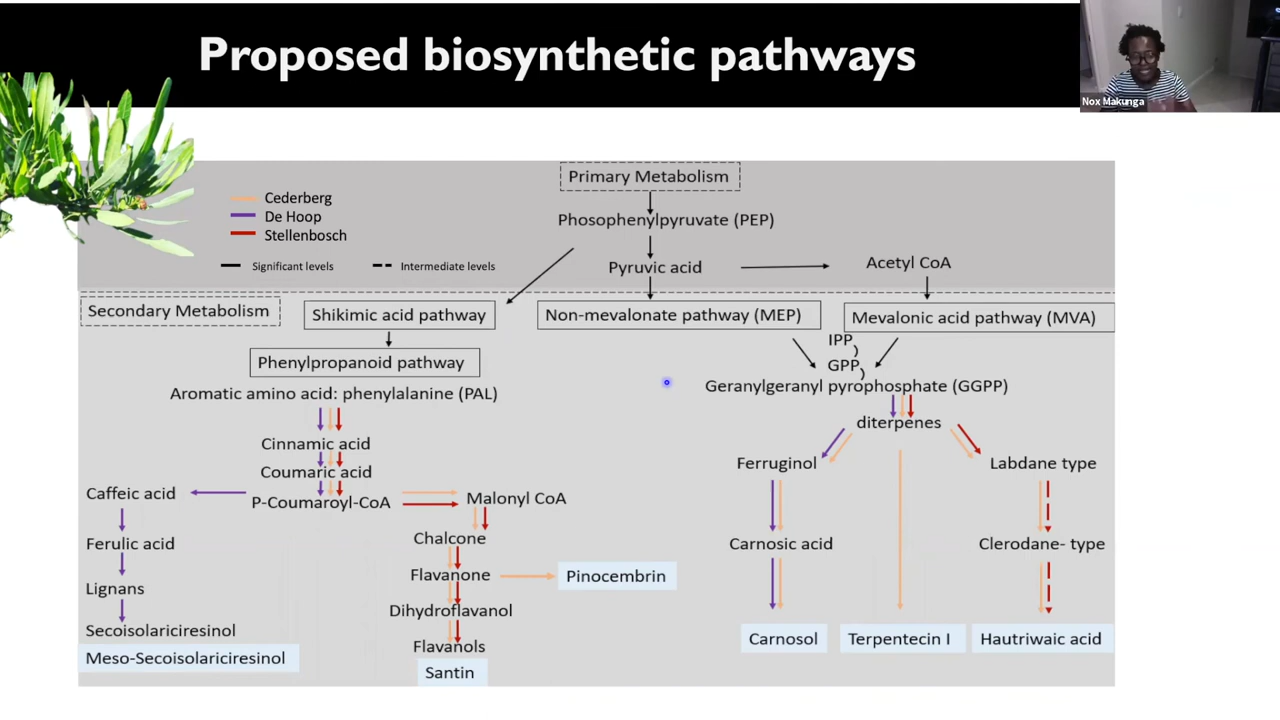 Proposed biosynthetic pathways
Nox Makunga
Primary Metabolism
Cederberg
De Hoop
Stellenbosch
Significant levels
Intermediate levels
Phosophenylpyruvate (PEP)
Pyruvic acid
Acetyl CoA
Secondary Metabolism
Shikimic acid pathway
Non-mevalonate pathway (MEP)
Mevalonic acid pathway (MVA)
IPP
GPP
Phenylpropanoid pathway
Aromatic amino acid: phenylalanine (PAL)
Geranylgeranyl pyrophosphate (GGPP)
diterpenes
Cinnamic acid
Coumaric acid
P-Coumaroyl-CoA
Caffeic acid
Ferulic acid
Lignans
Secoisolariciresinol
Meso-Secoisolariciresinol
Malonyl CoA
Chalcone
Flavanone
Pinocembrin
Dihydroflavanol
Flavanols
Santin
Ferruginol
Carnosic acid
Carnosol
Terpentecin I
Labdane type
Clerodane- type
Hautriwaic acid